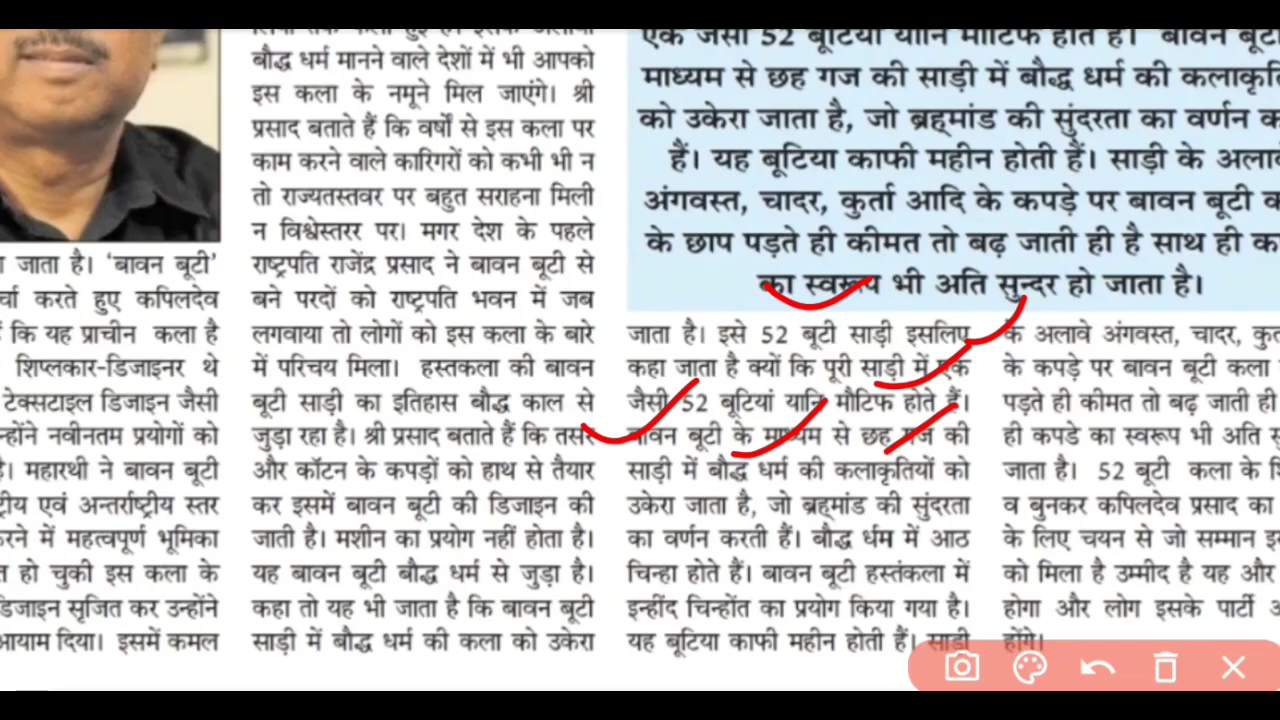 जाता है। ‘बावन बूटी’
करते हुए कपिलदेव
कि यह प्राचीन कला है
शिप्लकार-डिजाइनर थे
टेक्सटाइल डिजाइन जैसी
नवीनतम प्रयोगों को
महारथी ने बावन बूटी
एवं अन्तर्राष्ट्रीय स्तर
में महत्वपूर्ण भूमिका
हो चुकी इस कला के
सृजित कर उन्होंने
आयाम दिया। इसमें कमल
बौद्ध धर्म मानने वाले देशों में भी आपको
इस कला के नमूने मिल जाएंगे। श्री
प्रसाद बताते हैं कि वर्षों से इस कला पर
काम करने वाले कारिगरों को कभी भी न
तो राज्यतस्तवर पर बहुत सराहना मिली
न विश्वेस्तरर पर। मगर देश के पहले
राष्ट्रपति राजेंद्र प्रसाद ने बावन बूटी से
बने परदों को राष्ट्रपति भवन में जब
लगवाया तो लोगों को इस कला के बारे
में परिचय मिला। हस्तकला की बावन
बूटी साड़ी का इतिहास बौद्ध काल से
जुड़ा रहा है। श्री प्रसाद बताते हैं कि तसर
और कॉटन के कपड़ों को हाथ से तैयार
कर इसमें बावन बूटी की डिजाइन की
जाती है। मशीन का प्रयोग नहीं होता है।
यह बावन बूटी बौद्ध धर्म से जुड़ा है।
कहा तो यह भी जाता है कि बावन बूटी
साड़ी में बौद्ध धर्म की कला को उकेरा
एक जैसी 52 बूटियां यानि मौटिफ होते हैं। बावन बूटी
माध्यम से छह गज की साड़ी में बौद्ध धर्म की
को उकेरा जाता है, जो ब्रह्मांड की सुंदरता का वर्णन
हैं। यह बूटिया काफी महीन होती हैं। साड़ी के
अंगवस्त, चादर, कुर्ता आदि के कपड़े पर बावन बूटी
के छाप पड़ते ही कीमत तो बढ़ जाती ही है साथ ही
का स्वरूप भी अति सुन्दर हो जाता है।
जाता है। इसे 52 बूटी साड़ी इसलिए
कहा जाता है क्यों कि पूरी साड़ी में एक
जैसी 52 बूटियां यानि मौटिफ होते हैं।
बावन बूटी के माध्यम से छह गज की
साड़ी में बौद्ध धर्म की कलाकृतियों को
उकेरा जाता है, जो ब्रह्मांड की सुंदरता
का वर्णन करती हैं। बौद्ध र्धम में आठ
चिन्हा होते हैं। बावन बूटी हस्तंकला में
इन्हींद चिन्होंत का प्रयोग किया गया है।
यह बूटिया काफी महीन होती हैं। साड़ी
के अलावे अंगवस्त, चादर,
के कपड़े पर बावन बूटी कला
पड़ते ही कीमत तो बढ़ जाती ही
ही कपडे का स्वरूप भी अति
जाता है। 52 बूटी कला के
व बुनकर कपिलदेव प्रसाद का
के लिए चयन से जो सम्मान
को मिला है उम्मीद है यह और
होगा और लोग इसके पार्टी
होंगे।